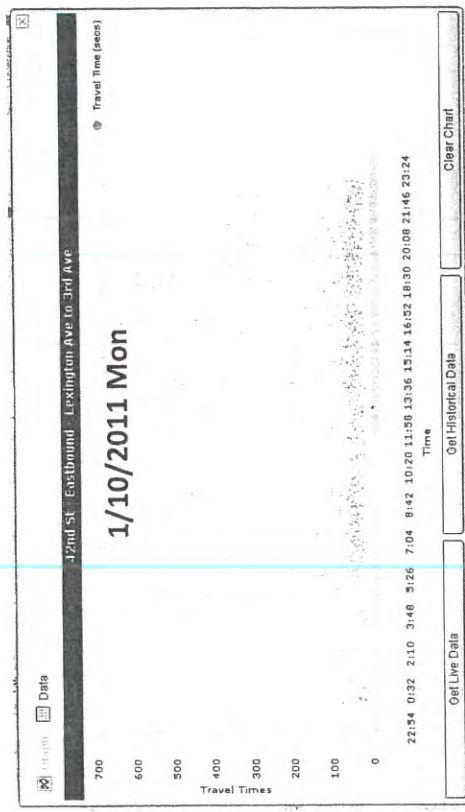 Data
42nd St - Eastbound - Lexington Ave to 3rd Ave
1/10/2011 Mon
Travel Time (secs)
Travel Times
700
600
500
400
300
200
100
0
22:54 0:32 2:10 3:48 5:26 7:04 8:42 10:20 11:58 13:36 15:14 16:52 18:30 20:08 21:46 23:24
Time
Get Live Data
Get Historical Data
Clear Chart